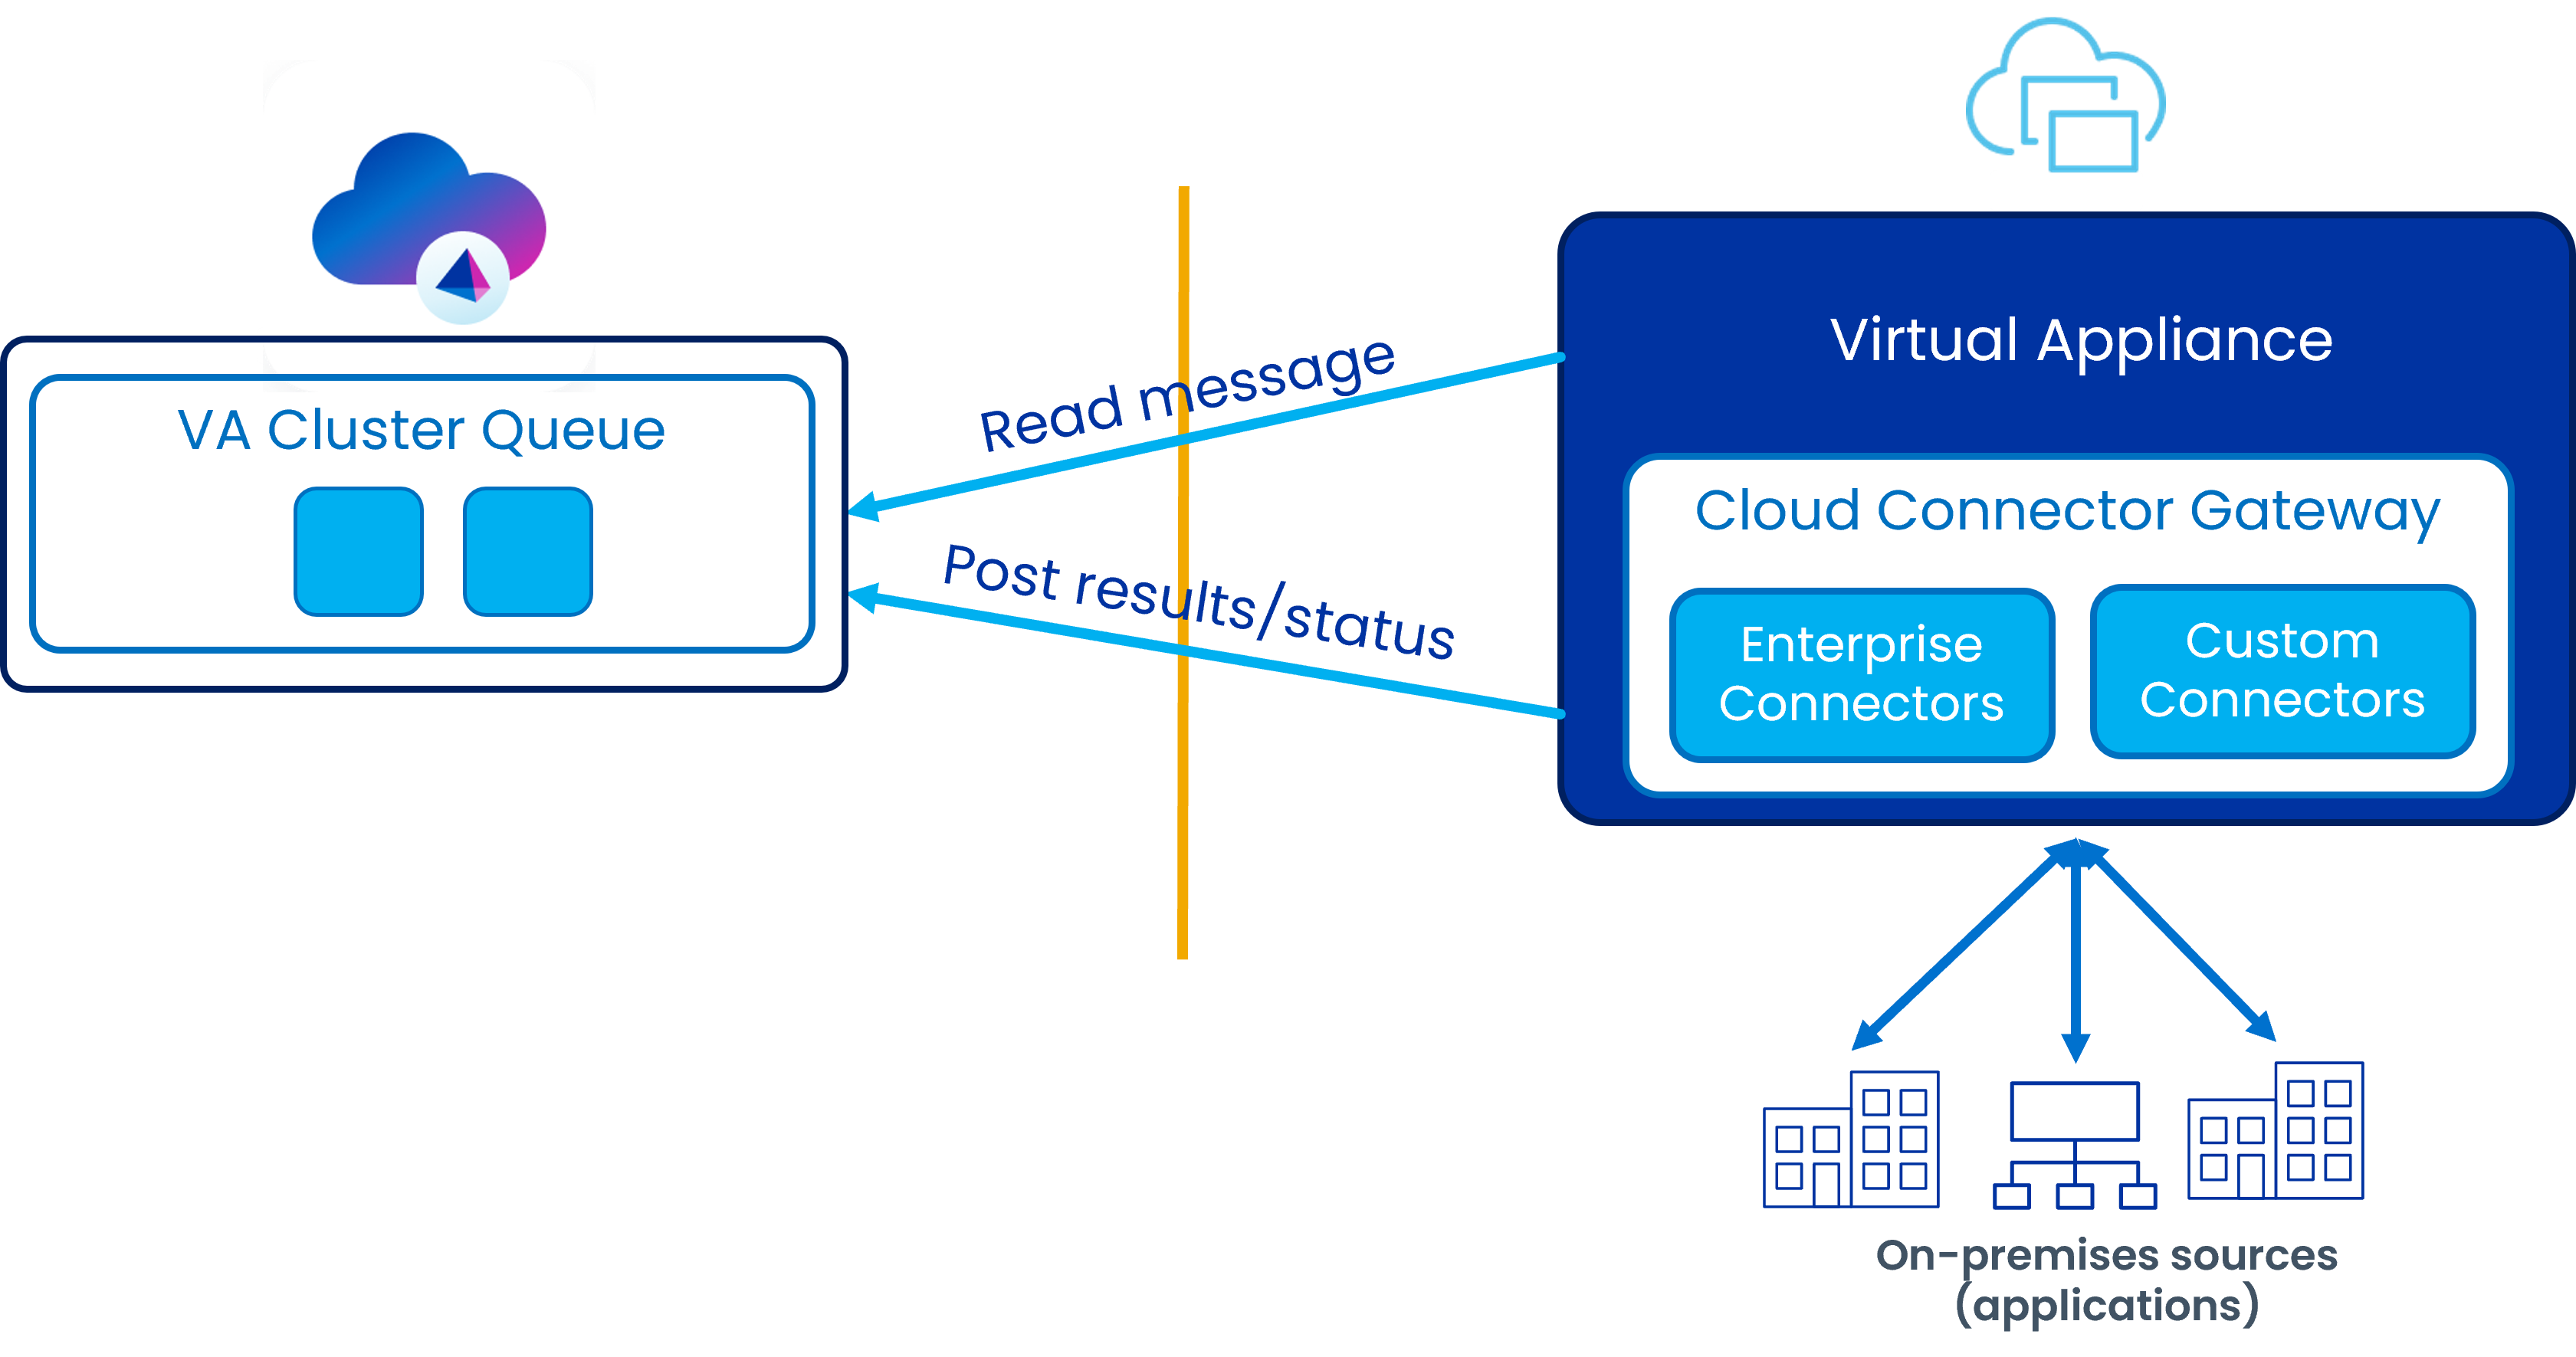 VA Cluster Queue
Read message
Post results/status
Virtual Appliance
Cloud Connector Gateway
Enterprise
Connectors
Custom
Connectors
On-premises sources
(applications)